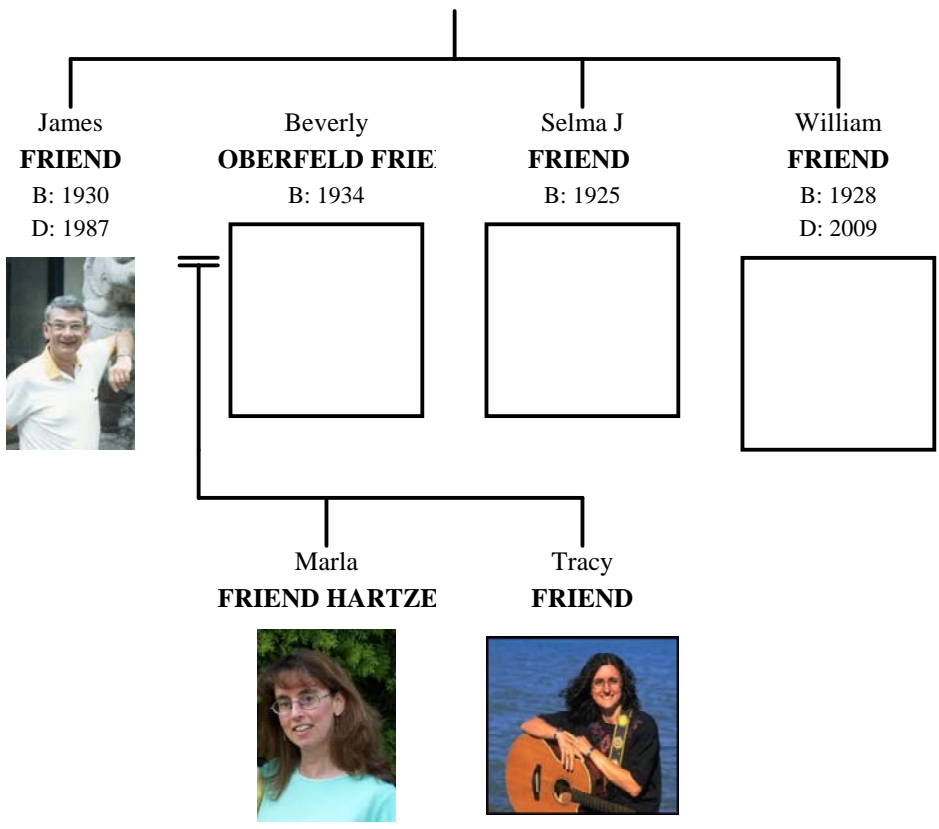 James
FRIEND
B: 1930
D: 1987
Beverly
OBERFELD FRIE
B: 1934
Selma J
FRIEND
B: 1925
William
FRIEND
B: 1928
D: 2009
Marla
FRIEND HARTZE
Tracy
FRIEND